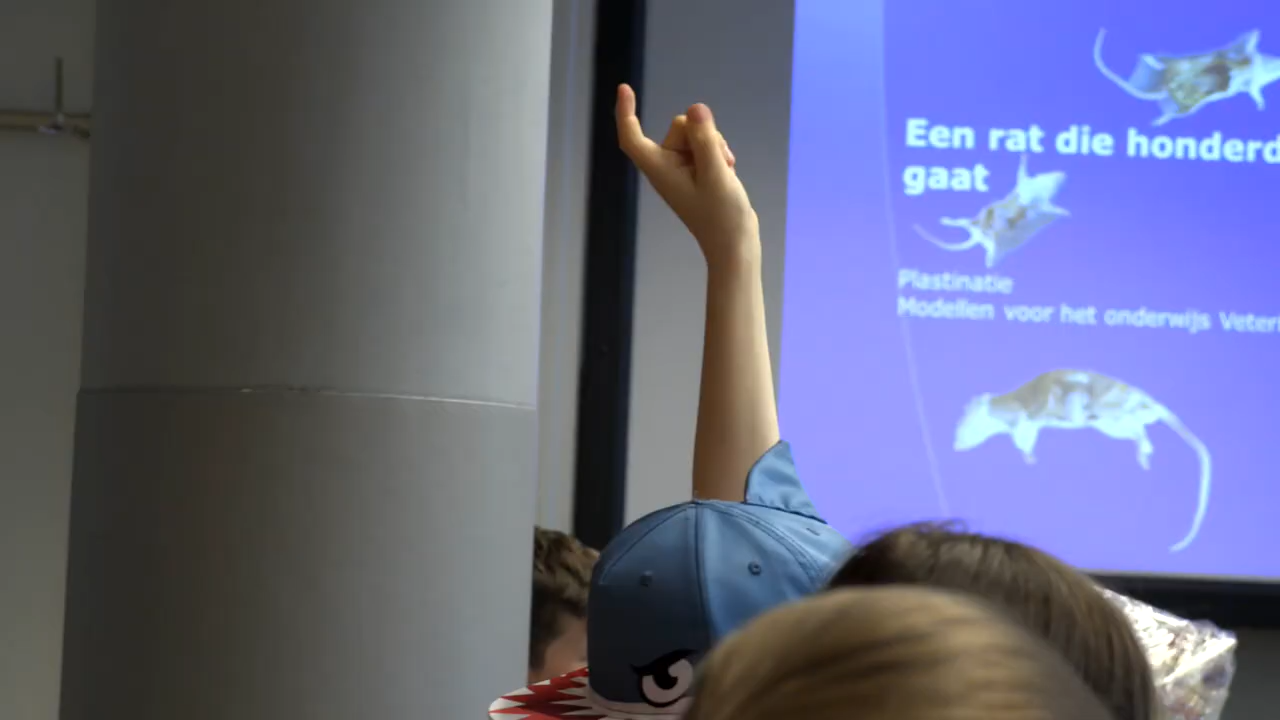 Een rat die honderd
gaat
Plastinatie
Modellen voor het onderwijs